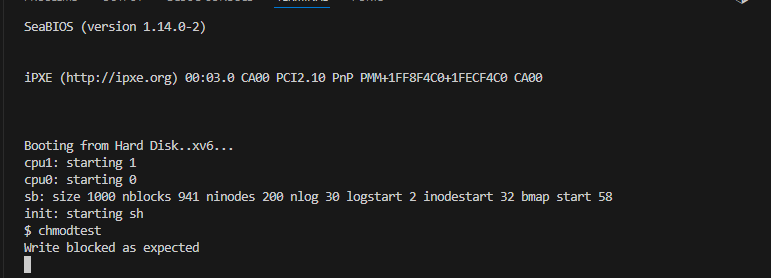 SeaBIOS (version 1.14.0-2)
iPXE (http://ipxe.org) 00:03.0 CA00 PCI2.10 PnP PMM+1FF8F4C0+1FECF4C0 CA00
Booting from Hard Disk..xv6...
cpu1: starting 1
cpu0: starting 0
sb: size 1000 nblocks 941 ninodes 200 nlog 30 logstart 2 inodestart 32 bmap start 58
init: starting sh
$ chmodtest
Write blocked as expected